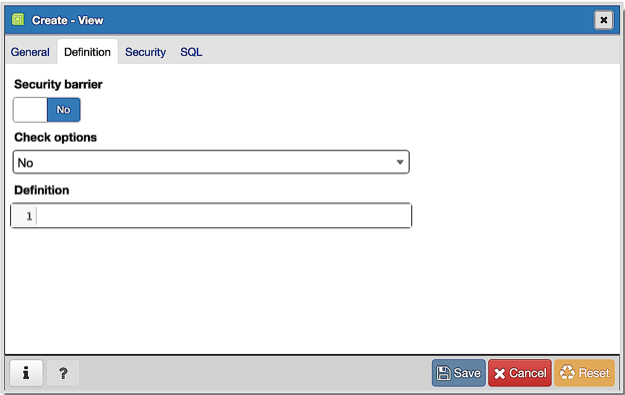 Create - View
General Definition Security SQL
Security barrier
No
Check options
No
Definition
1
i ? Save Cancel Reset